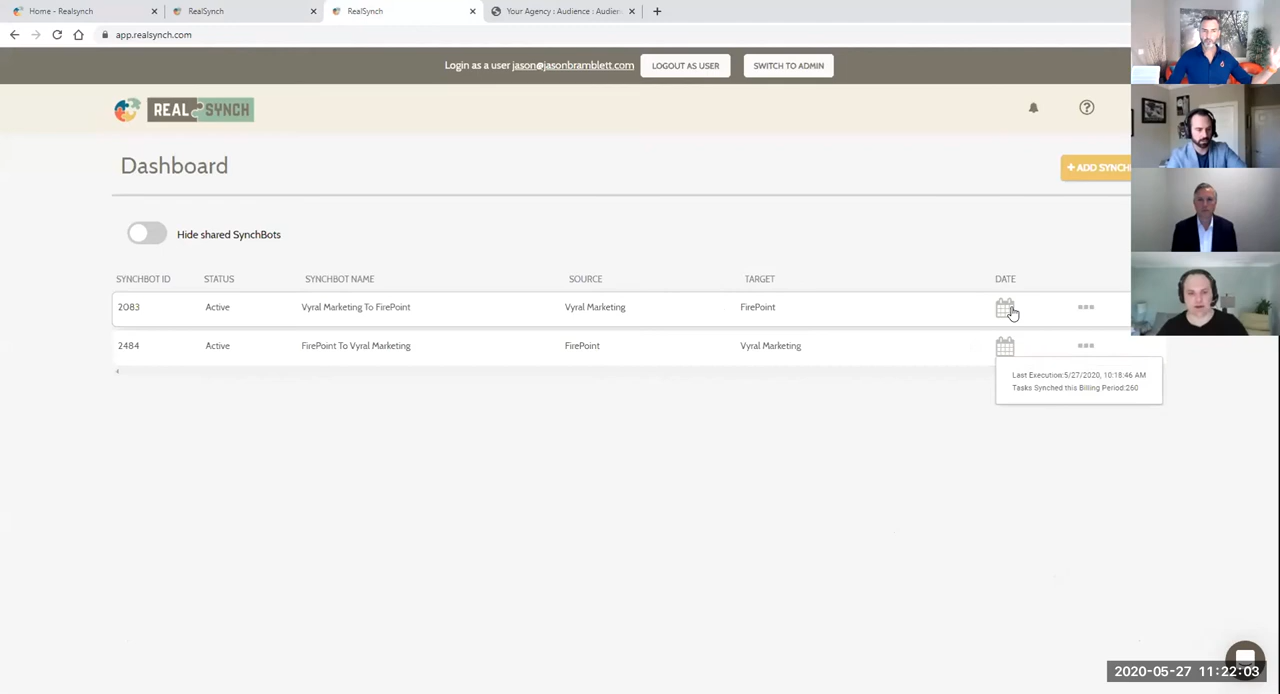 Home - Realsynch
RealSynch
RealSynch
Your Agency : Audience : Audien
app.realsynch.com
Login as a user jason@jasonbramblett.com
LOGOUT AS USER
SWITCH TO ADMIN
REAL SYNCH
Dashboard
+ ADD SYNCH
Hide shared SynchBots
SYNCHBOT ID STATUS SYNCHBOT NAME SOURCE TARGET DATE
2083 Active Vyral Marketing To FirePoint Vyral Marketing FirePoint
2484 Active FirePoint To Vyral Marketing FirePoint Vyral Marketing
Last Execution:5/27/2020, 10:18:46 AM
Tasks Synched this Billing Period:260
2020-05-27 11:22:03